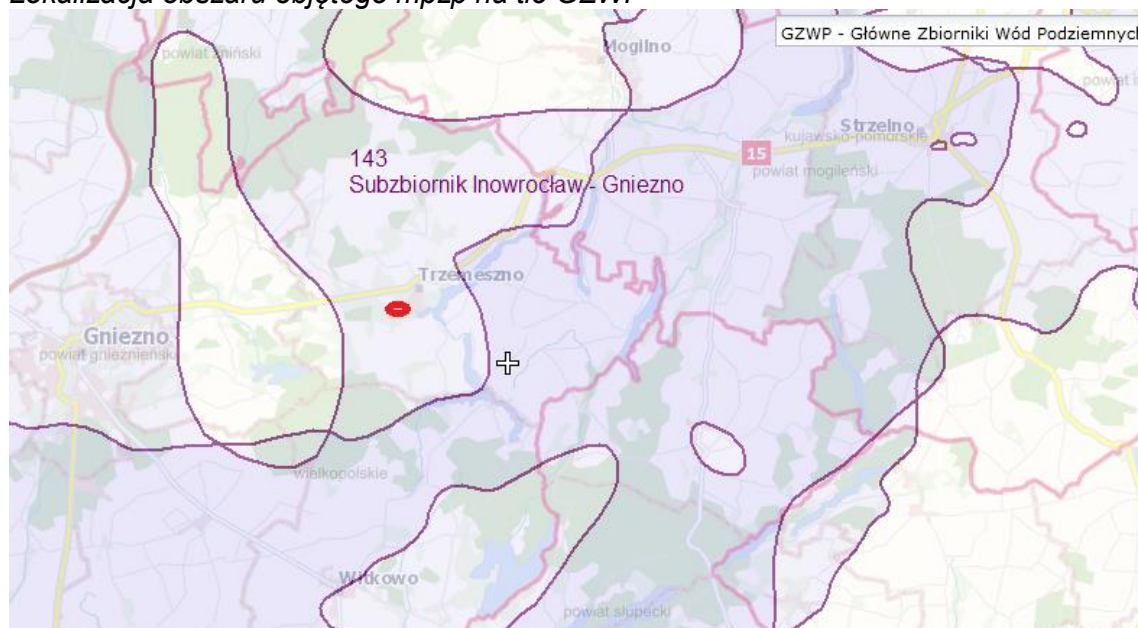 Lokalizacja obszaru objętego mpzp na tle GZWP
GZWP - Główne Zbiorniki Wód Podziemnych
powiat żniński
Mogilno
Strzelno
kujawsko-pomorskie
15
powiat mogileński
143
Subzbiornik Inowrocław - Gniezno
Trzemeszno
Gniezno
powiat gnieźnieński
wielkopolskie
Witkowo
powiat słupecki